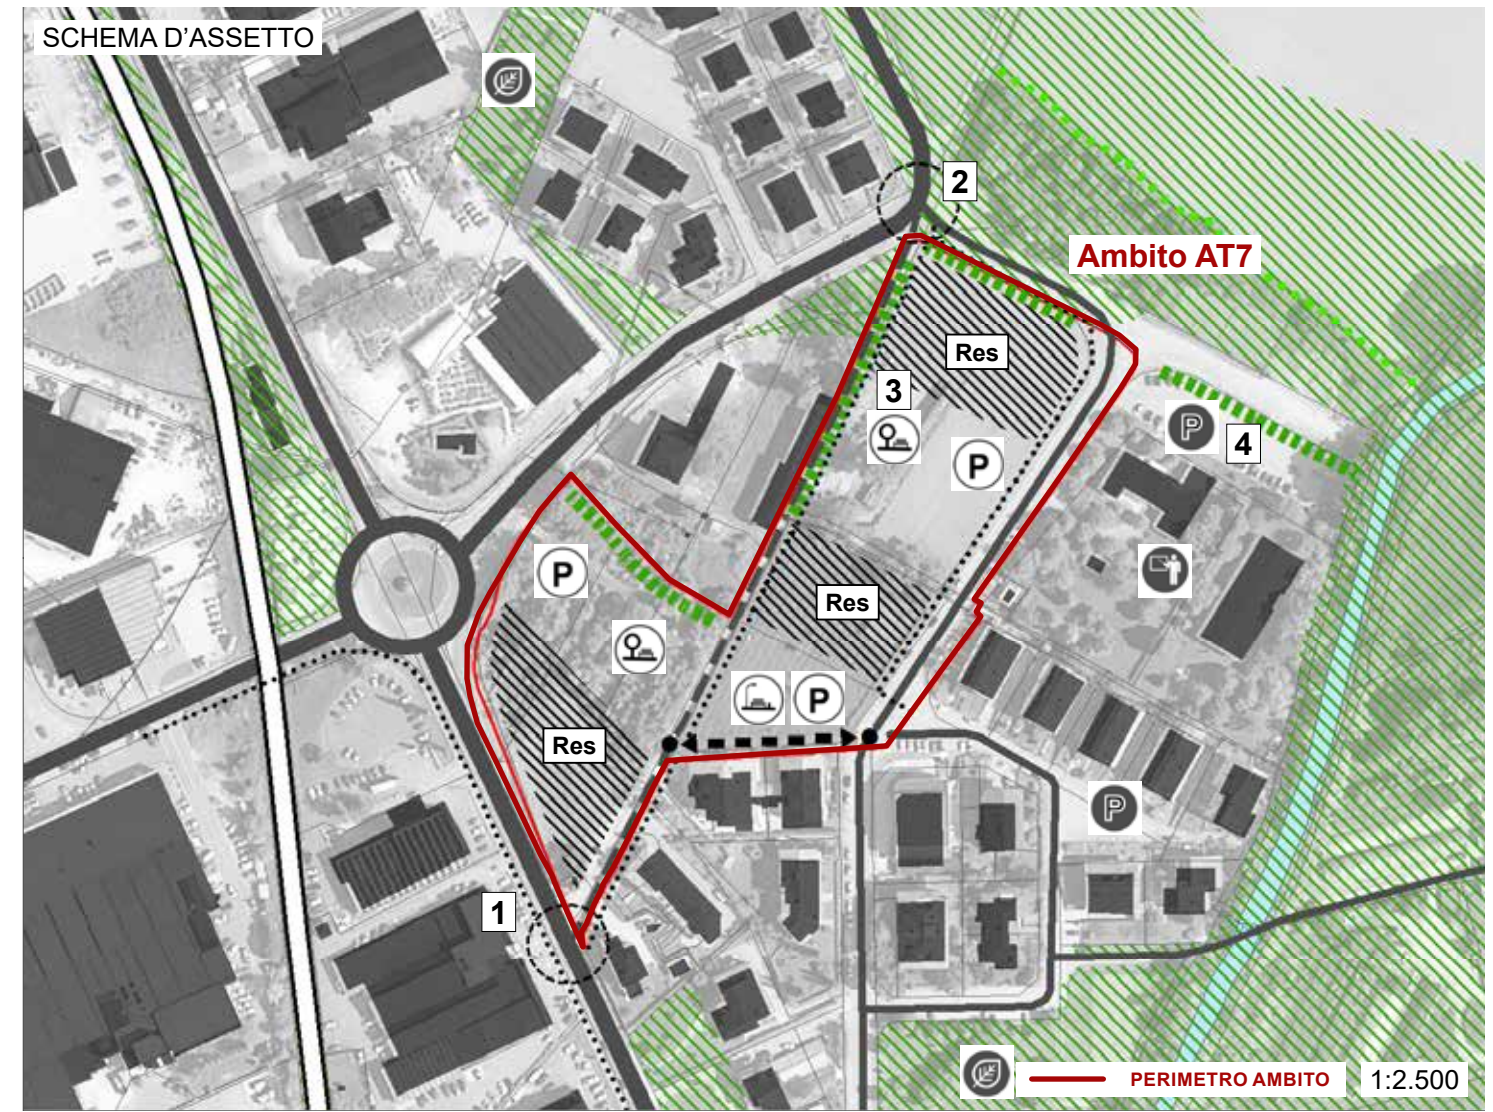 SCHEMA D'ASSETTO
2
Ambito AT7
Res
3
P
P
4
P
Res
P
P
Res
P
1
PERIMETRO AMBITO
1:2.500